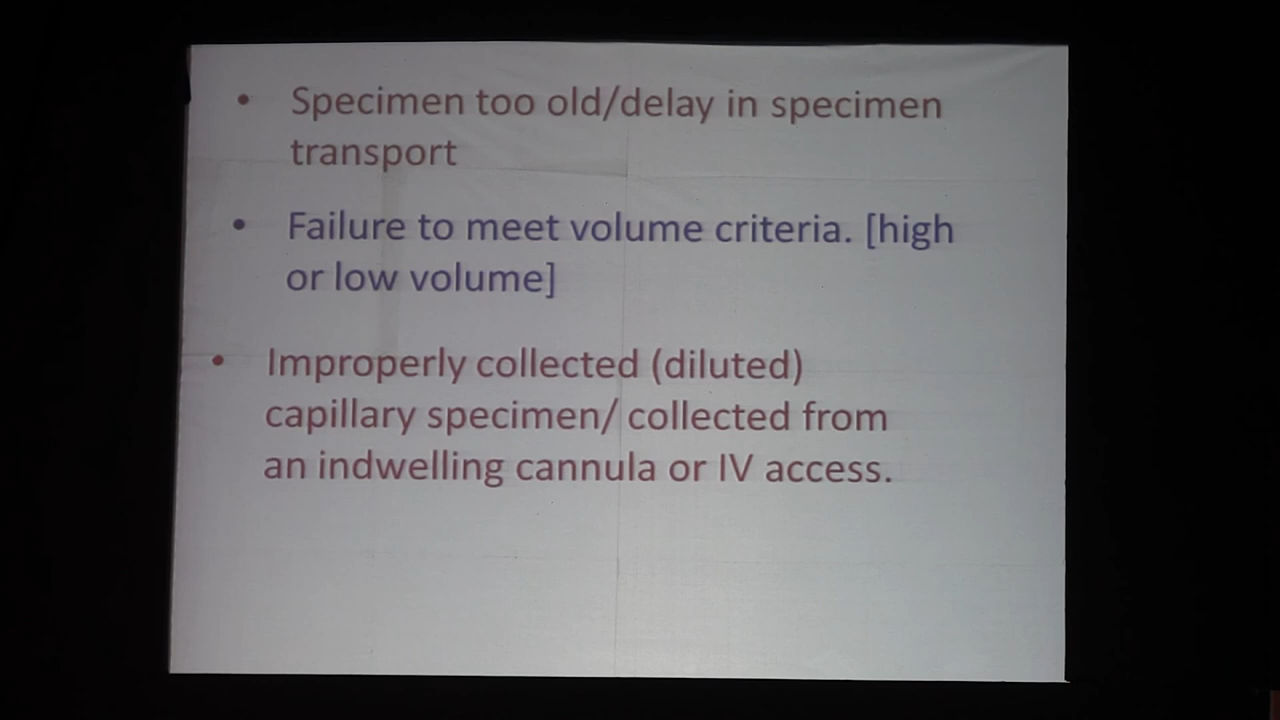 • Specimen too old/delay in specimen
transport
• Failure to meet volume criteria. [high
or low volume]
• Improperly collected (diluted)
capillary specimen/ collected from
an indwelling cannula or IV access.